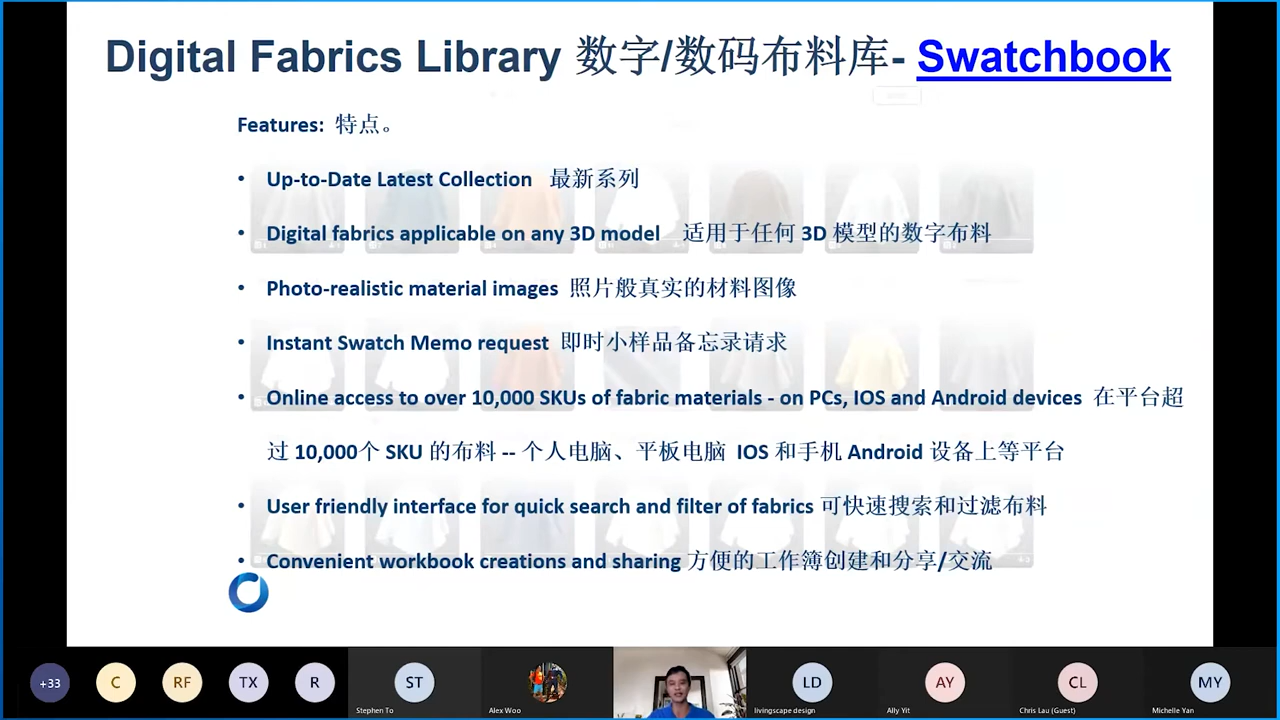 Digital Fabrics Library 数字/数码布料库- Swatchbook
Features: 特点。
• Up-to-Date Latest Collection 最新系列
• Digital fabrics applicable on any 3D model 适用于任何 3D 模型的数字布料
• Photo-realistic material images 照片般真实的材料图像
• Instant Swatch Memo request 即时小样品备忘录请求
• Online access to over 10,000 SKUs of fabric materials - on PCs, IOS and Android devices 在平台超
过 10,000个 SKU 的布料 -- 个人电脑、平板电脑 IOS 和手机 Android 设备上等平台
• User friendly interface for quick search and filter of fabrics 可快速搜索和过滤布料
• Convenient workbook creations and sharing 方便的工作簿创建和分享/交流
+33 C RF TX R ST LD AY CL MY
Stephen To Alex Woo livingscape design Ally Yit Chris Lau (Guest) Michelle Yan